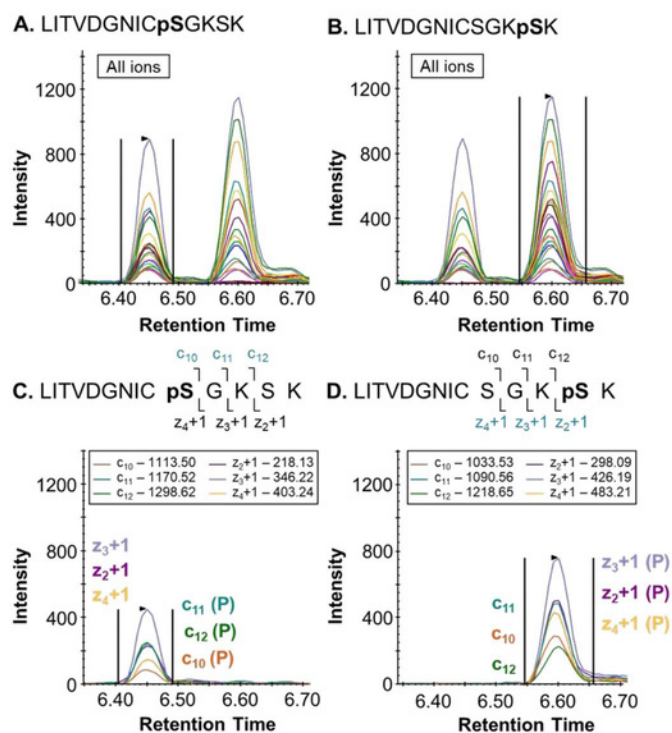 A. LITVDGNICpSGKSK
B. LITVDGNICSGKpSK
All ions
All ions
1200
800
400
0
Intensity
6.40 6.50 6.60 6.70
Retention Time
1200
800
400
0
Intensity
6.40 6.50 6.60 6.70
Retention Time
c10 c11 c12
C. LITVDGNIC pS G K S K
z4+1 z3+1 z2+1
c10 c11 c12
D. LITVDGNIC S G K pS K
z4+1 z3+1 z2+1
c10 – 1113.50 z2+1 – 218.13
c11 – 1170.52 z3+1 – 346.22
c12 – 1298.62 z4+1 – 403.24
c10 – 1033.53 z2+1 – 298.09
c11 – 1090.56 z3+1 – 426.19
c12 – 1218.65 z4+1 – 483.21
1200
800
400
0
Intensity
z3+1
z2+1
z4+1
c11 (P)
c12 (P)
c10 (P)
6.40 6.50 6.60 6.70
Retention Time
1200
800
400
0
Intensity
c11
c10
c12
z3+1 (P)
z2+1 (P)
z4+1 (P)
6.40 6.50 6.60 6.70
Retention Time